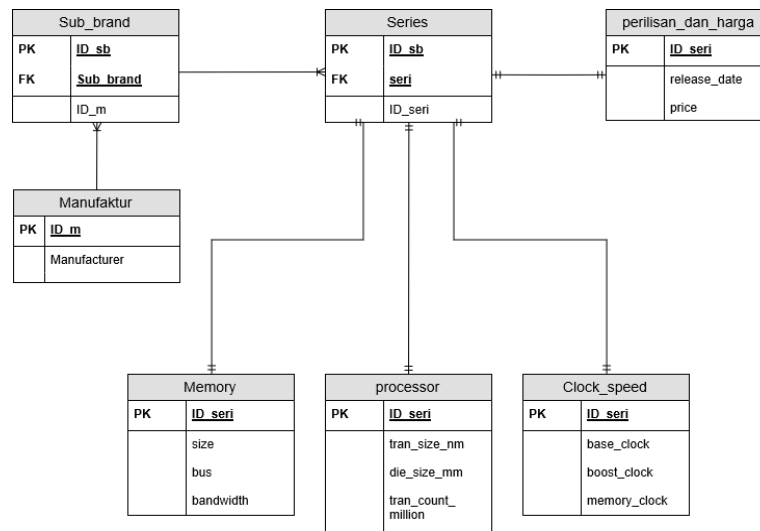 Sub_brand
PK ID_sb
FK Sub_brand
ID_m
Series
PK ID_sb
FK seri
ID_seri
perilisan_dan_harga
PK ID_seri
release_date
price
Manufaktur
PK ID_m
Manufacturer
Memory
PK ID_seri
size
bus
bandwidth
processor
PK ID_seri
tran_size_nm
die_size_mm
tran_count_
million
Clock_speed
PK ID_seri
base_clock
boost_clock
memory_clock